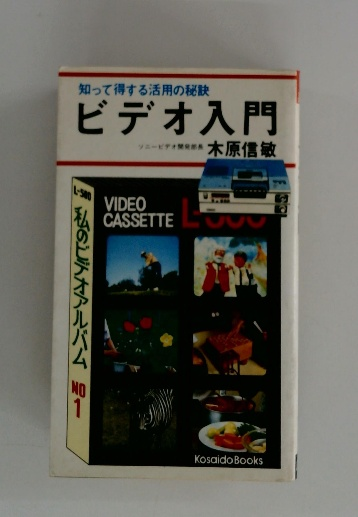 知って得する活用の秘訣
ビデオ入門
ソニービデオ開発部長 木原信敏
L-500
私のビデオアルバム
NO
1
VIDEO
CASSETTE
L-500
Kosaido Books